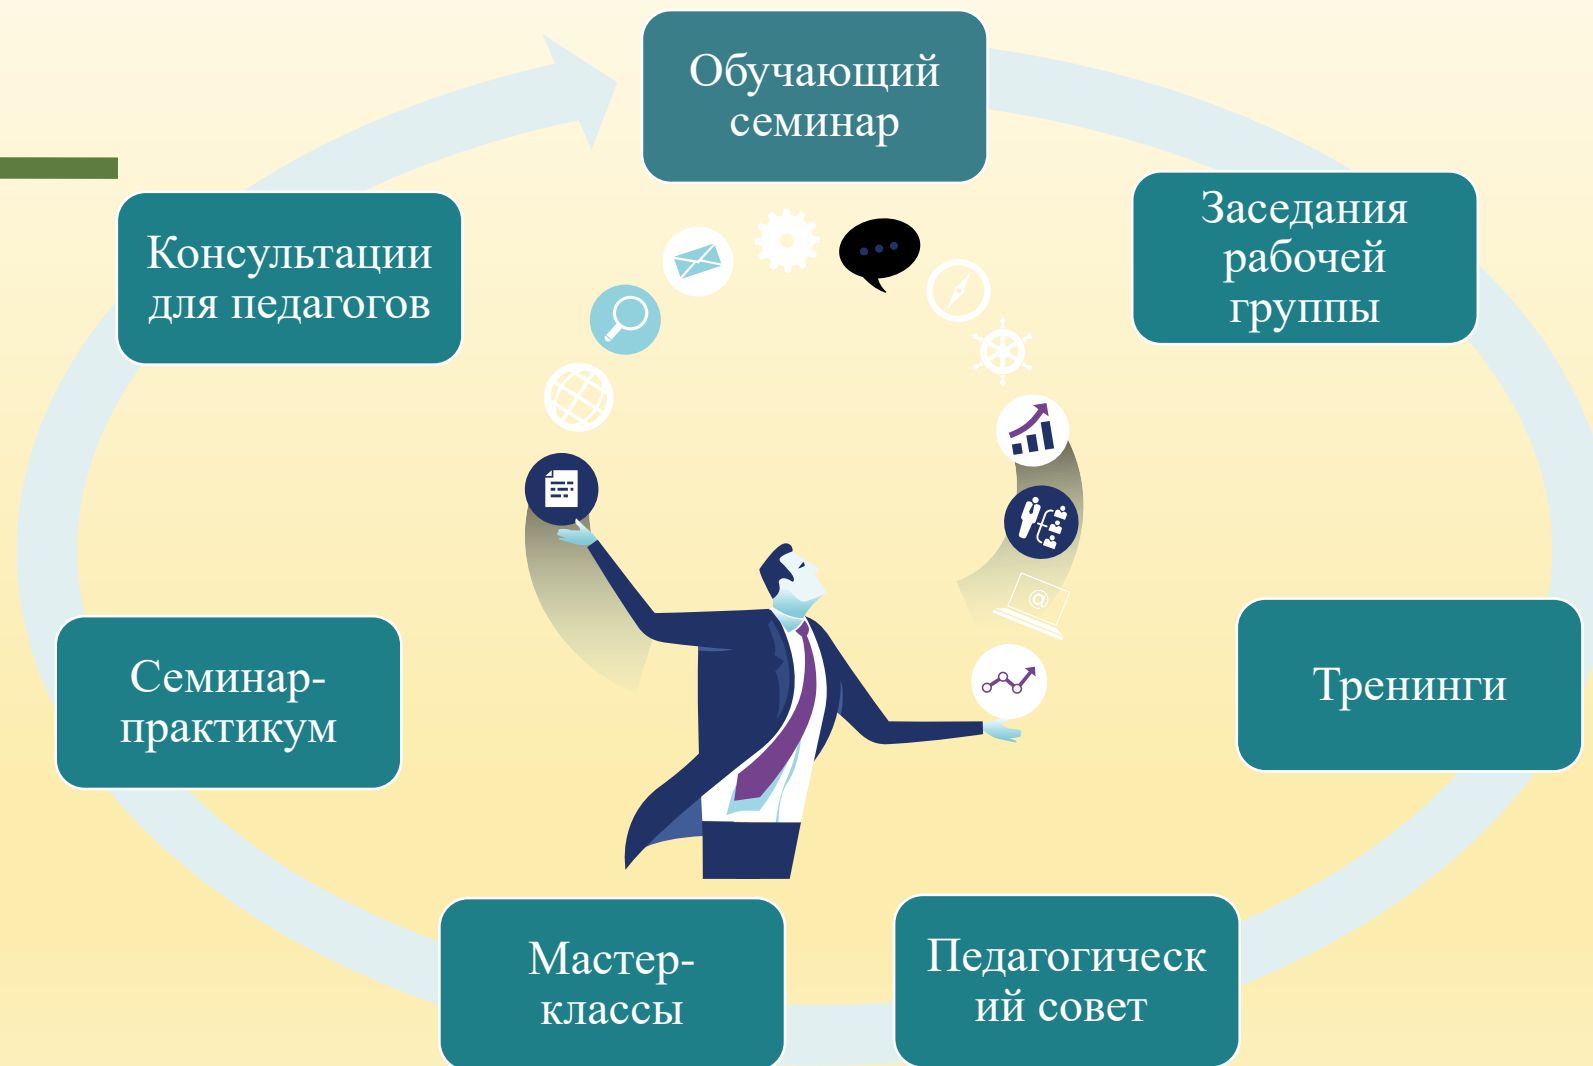 Обучающий
семинар
Заседания
рабочей
группы
Консультации
для педагогов
@
Тренинги
Семинар-
практикум
Педагогическ
ий совет
Мастер-
классы